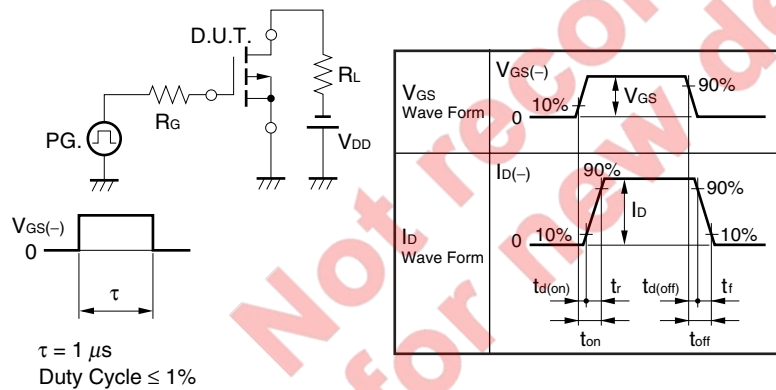 D.U.T.
RL
RG
PG.
VDD
VGS(−)
0
τ
τ = 1 μs
Duty Cycle ≤ 1%
VGS
Wave Form
VGS(−)
10%
0
VGS
90%
ID
Wave Form
ID(−)
90%
90%
ID
0
10%
10%
td(on)
tr
td(off)
tf
ton
toff
Not recon
for new de